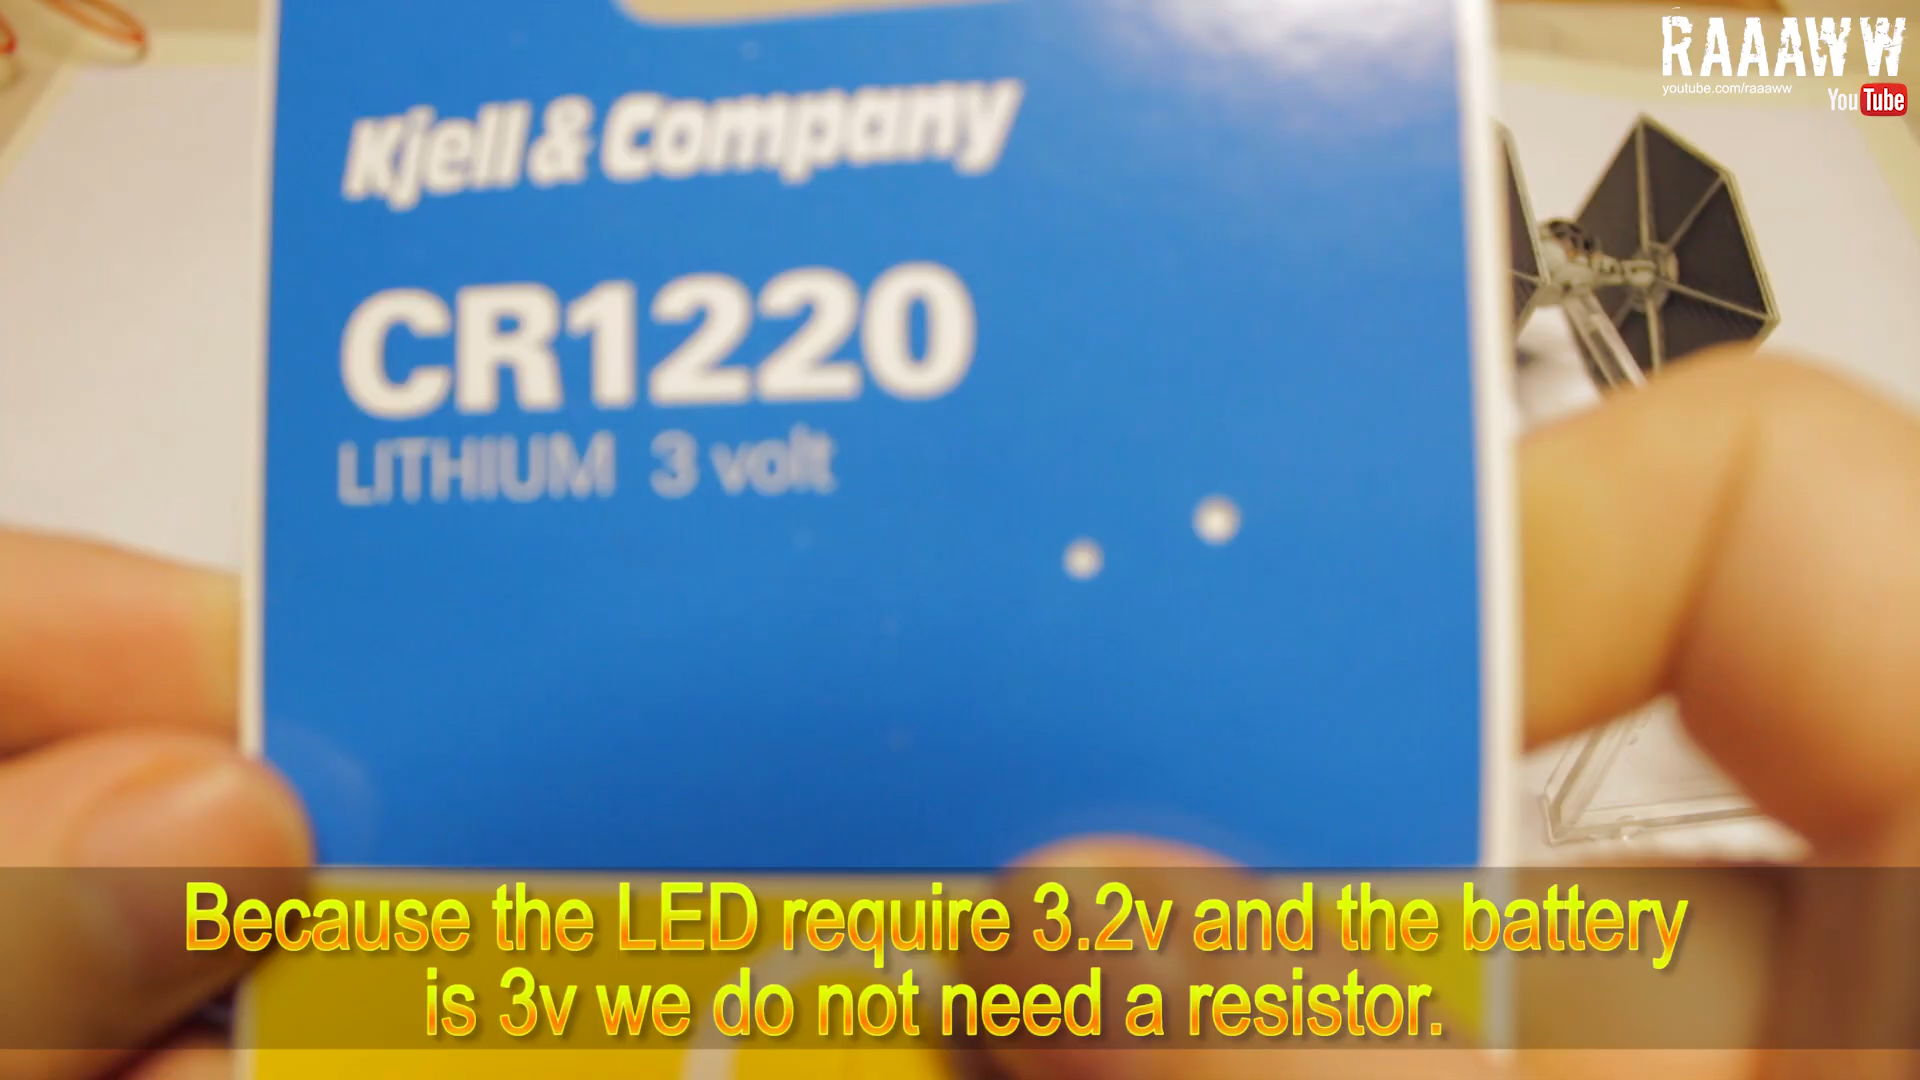 RAAAWW
youtube.com/raaaww
YouTube
Kjell & Company
CR1220
LITHIUM 3 volt
Because the LED require 3.2v and the battery
is 3v we do not need a resistor.